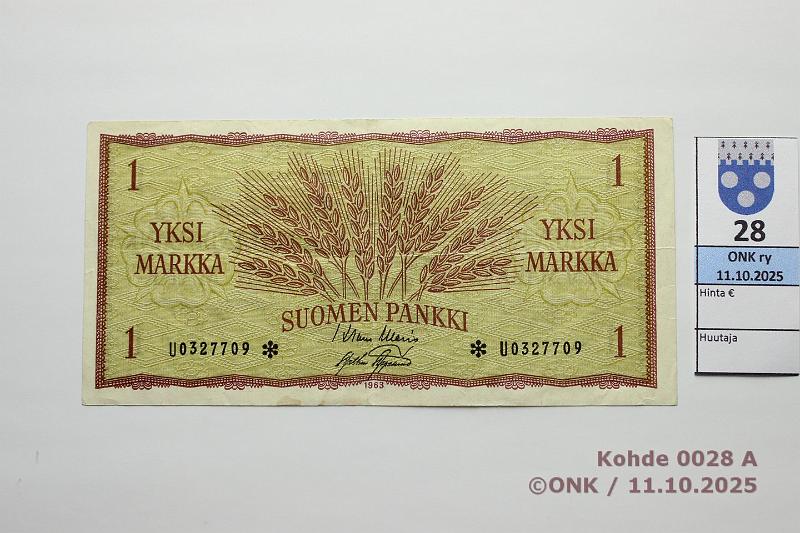 1 1
YKSI MARKKA
YKSI MARKKA
SUOMEN PANKKI
1 U0327709 * * U0327709 1
1963
28
ONK ry
11.10.2025
Hinta €
Huutaja
Kohde 0028 A
©ONK / 11.10.2025